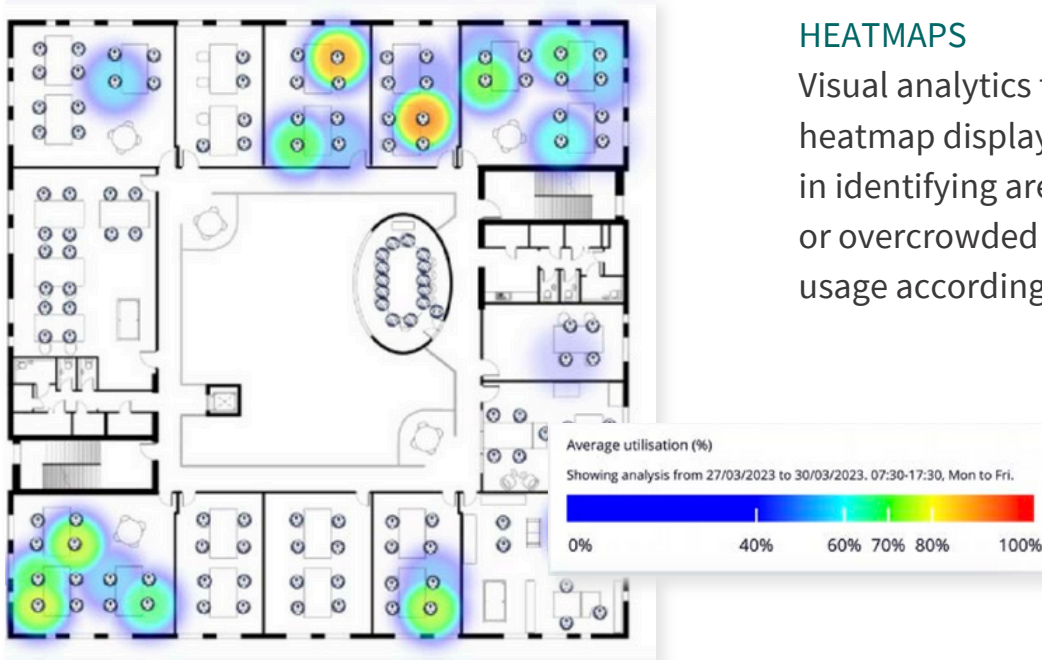 HEATMAPS
Visual analytics
heatmap display
in identifying
or overcrowded
usage according
Average utilisation (%)
Showing analysis from 27/03/2023 to 30/03/2023. 07:30-17:30, Mon to Fri.
0% 40% 60% 70% 80% 100%